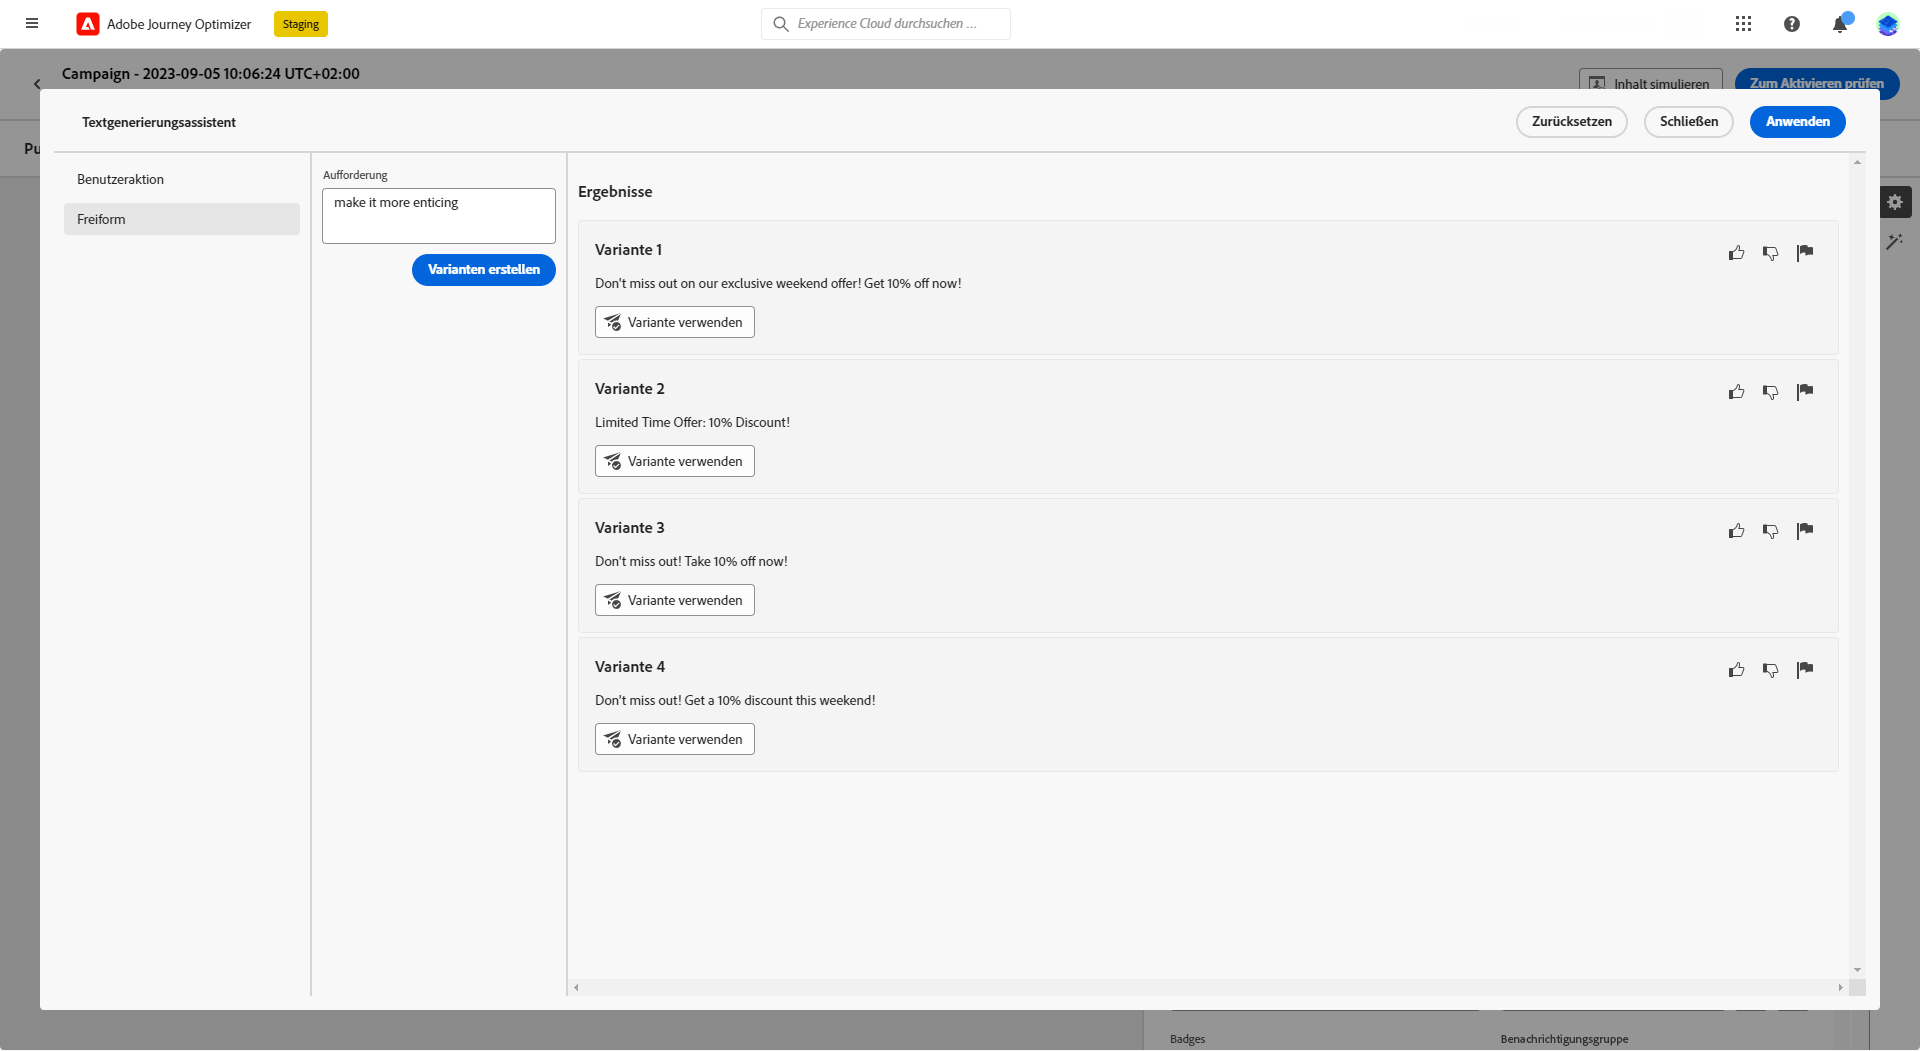 Adobe Journey Optimizer
Staging
Experience Cloud durchsuchen ...
Campaign - 2023-09-05 10:06:24 UTC+02:00
Inhalt simulieren
Zum Aktivieren prüfen
Pu
Textgenerierungsassistent
Zurücksetzen
Schließen
Anwenden
Benutzeraktion
Freiform
Aufforderung
make it more enticing
Varianten erstellen
Ergebnisse
Variante 1
Don't miss out on our exclusive weekend offer! Get 10% off now!
Variante verwenden
Variante 2
Limited Time Offer: 10% Discount!
Variante verwenden
Variante 3
Don't miss out! Take 10% off now!
Variante verwenden
Variante 4
Don't miss out! Get a 10% discount this weekend!
Variante verwenden
Badges
Benachrichtigungsgruppe